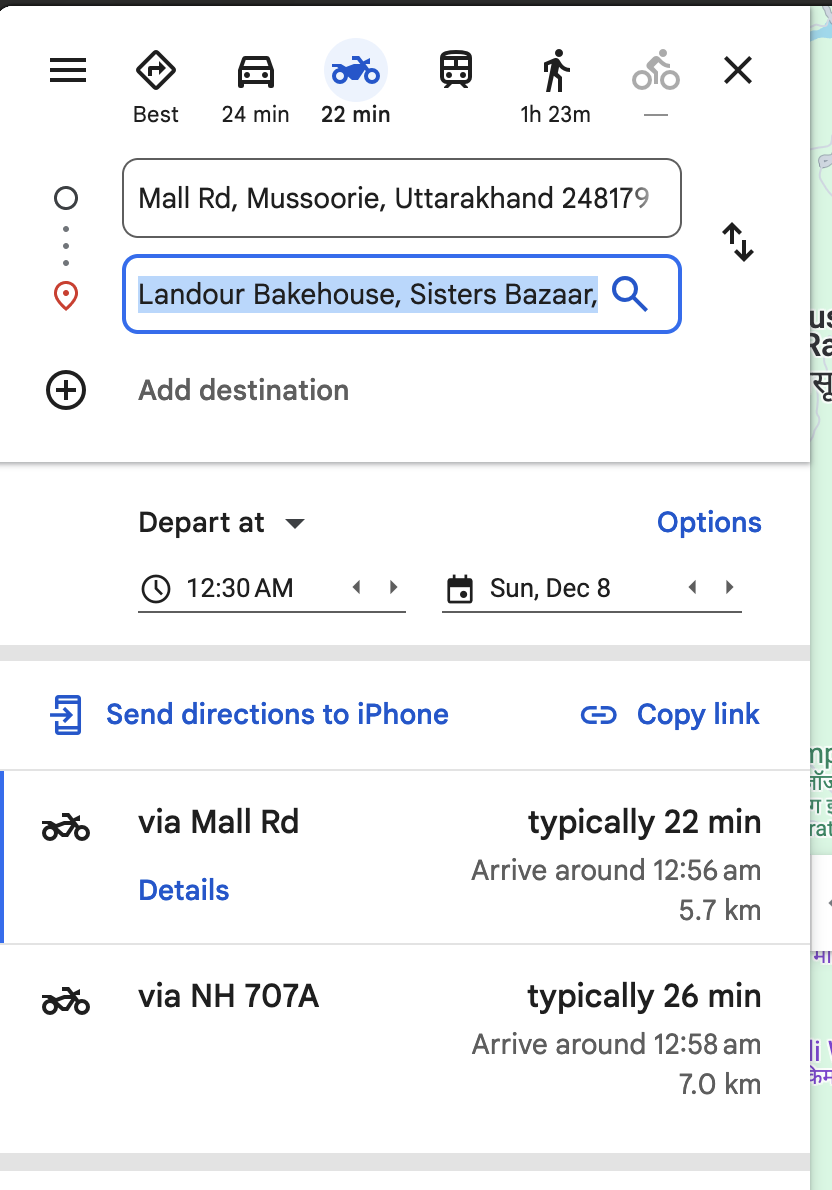 Best
24 min
22 min
1h 23m
—
Mall Rd, Mussoorie, Uttarakhand 248179
Landour Bakehouse, Sisters Bazaar,
Add destination
Depart at
Options
12:30 AM
Sun, Dec 8
Send directions to iPhone
Copy link
via Mall Rd
typically 22 min
Details
Arrive around 12:56 am
5.7 km
via NH 707A
typically 26 min
Arrive around 12:58 am
7.0 km